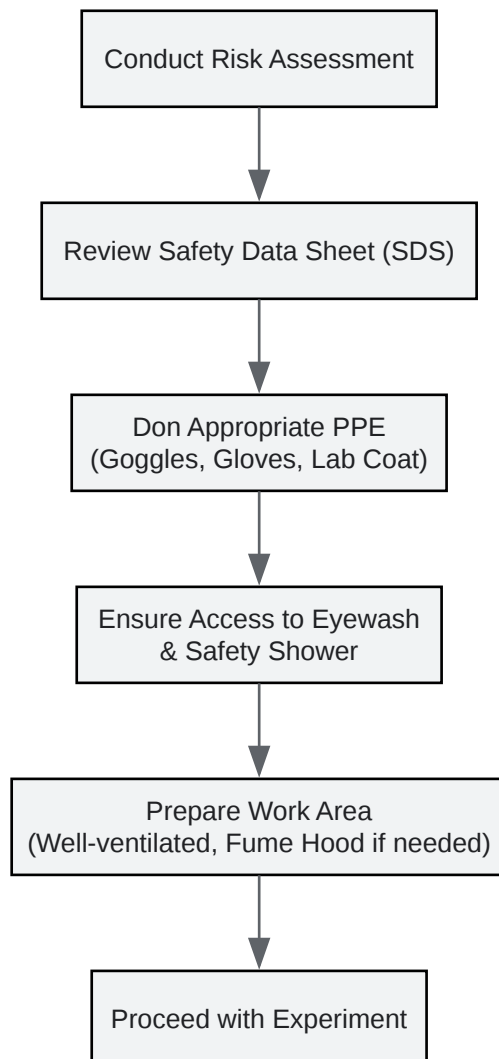 Conduct Risk Assessment
Review Safety Data Sheet (SDS)
Don Appropriate PPE
(Goggles, Gloves, Lab Coat)
Ensure Access to Eyewash
& Safety Shower
Prepare Work Area
(Well-ventilated, Fume Hood if needed)
Proceed with Experiment